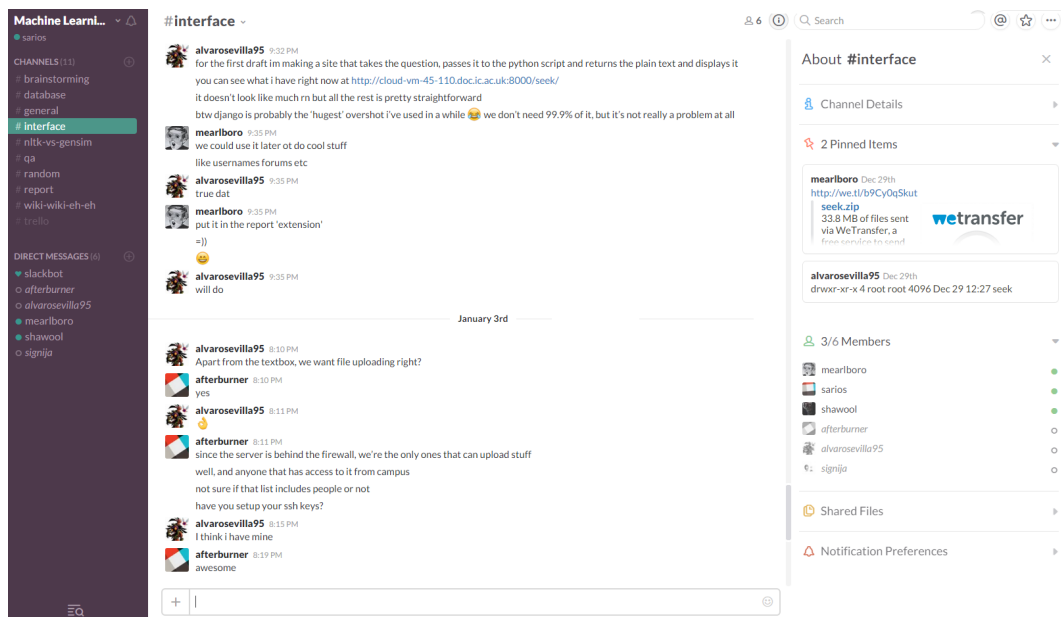 Machine Learni...
sarios
CHANNELS (11)
# brainstorming
# database
# general
# interface
# nltk-vs-gensim
# qa
# random
# report
# wiki-wiki-eh-eh
# trello
DIRECT MESSAGES (6)
slackbot
afterburner
alvarosevilla95
mearlboro
shawool
signija
#interface
6
Search
alvarosevilla95 9:32 PM
for the first draft im making a site that takes the question, passes it to the python script and returns the plain text and displays it
you can see what i have right now at http://cloud-vm-45-110.doc.ic.ac.uk:8000/seek/
it doesn't look like much rn but all the rest is pretty straightforward
btw django is probably the 'hugest' overshot i've used in a while 😂 we don't need 99.9% of it, but it's not really a problem at all
mearlboro 9:35 PM
we could use it later ot do cool stuff
like usernames forums etc
alvarosevilla95 9:35 PM
true dat
mearlboro 9:35 PM
put it in the report 'extension'
=))
😀
alvarosevilla95 9:35 PM
will do
January 3rd
alvarosevilla95 8:10 PM
Apart from the textbox, we want file uploading right?
afterburner 8:10 PM
yes
alvarosevilla95 8:11 PM
👌
afterburner 8:11 PM
since the server is behind the firewall, we're the only ones that can upload stuff
well, and anyone that has access to it from campus
not sure if that list includes people or not
have you setup your ssh keys?
alvarosevilla95 8:15 PM
I think i have mine
afterburner 8:19 PM
awesome
About #interface
Channel Details
2 Pinned Items
mearlboro Dec 29th
http://we.tl/b9Cy0qSkut
seek.zip
33.8 MB of files sent
via WeTransfer, a
free service to send
wetransfer
alvarosevilla95 Dec 29th
drwxr-xr-x 4 root root 4096 Dec 29 12:27 seek
3/6 Members
mearlboro
sarios
shawool
afterburner
alvarosevilla95
signija
Shared Files
Notification Preferences